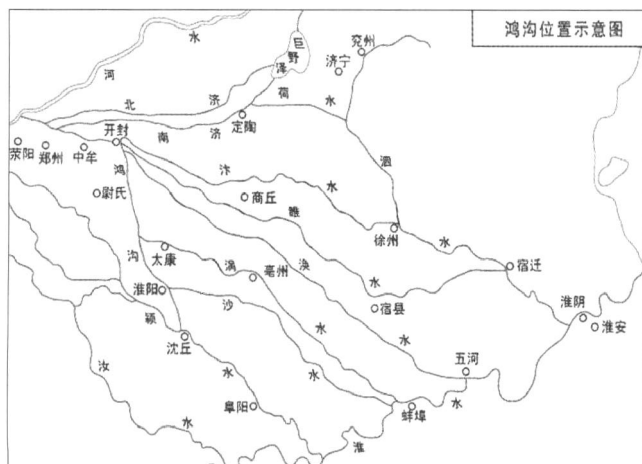 鸿沟位置示意图
河水
巨野泽
兖州
济宁
北济
南济
菏水
定陶
泗水
荥阳
郑州
中牟
开封
尉氏
鸿沟
汴水
商丘
睢水
徐州
宿迁
太康
涡水
亳州
涣水
宿县
淮阴
淮安
淮阳
沙水
颍水
沈丘
五河
汝水
阜阳
蚌埠
淮水